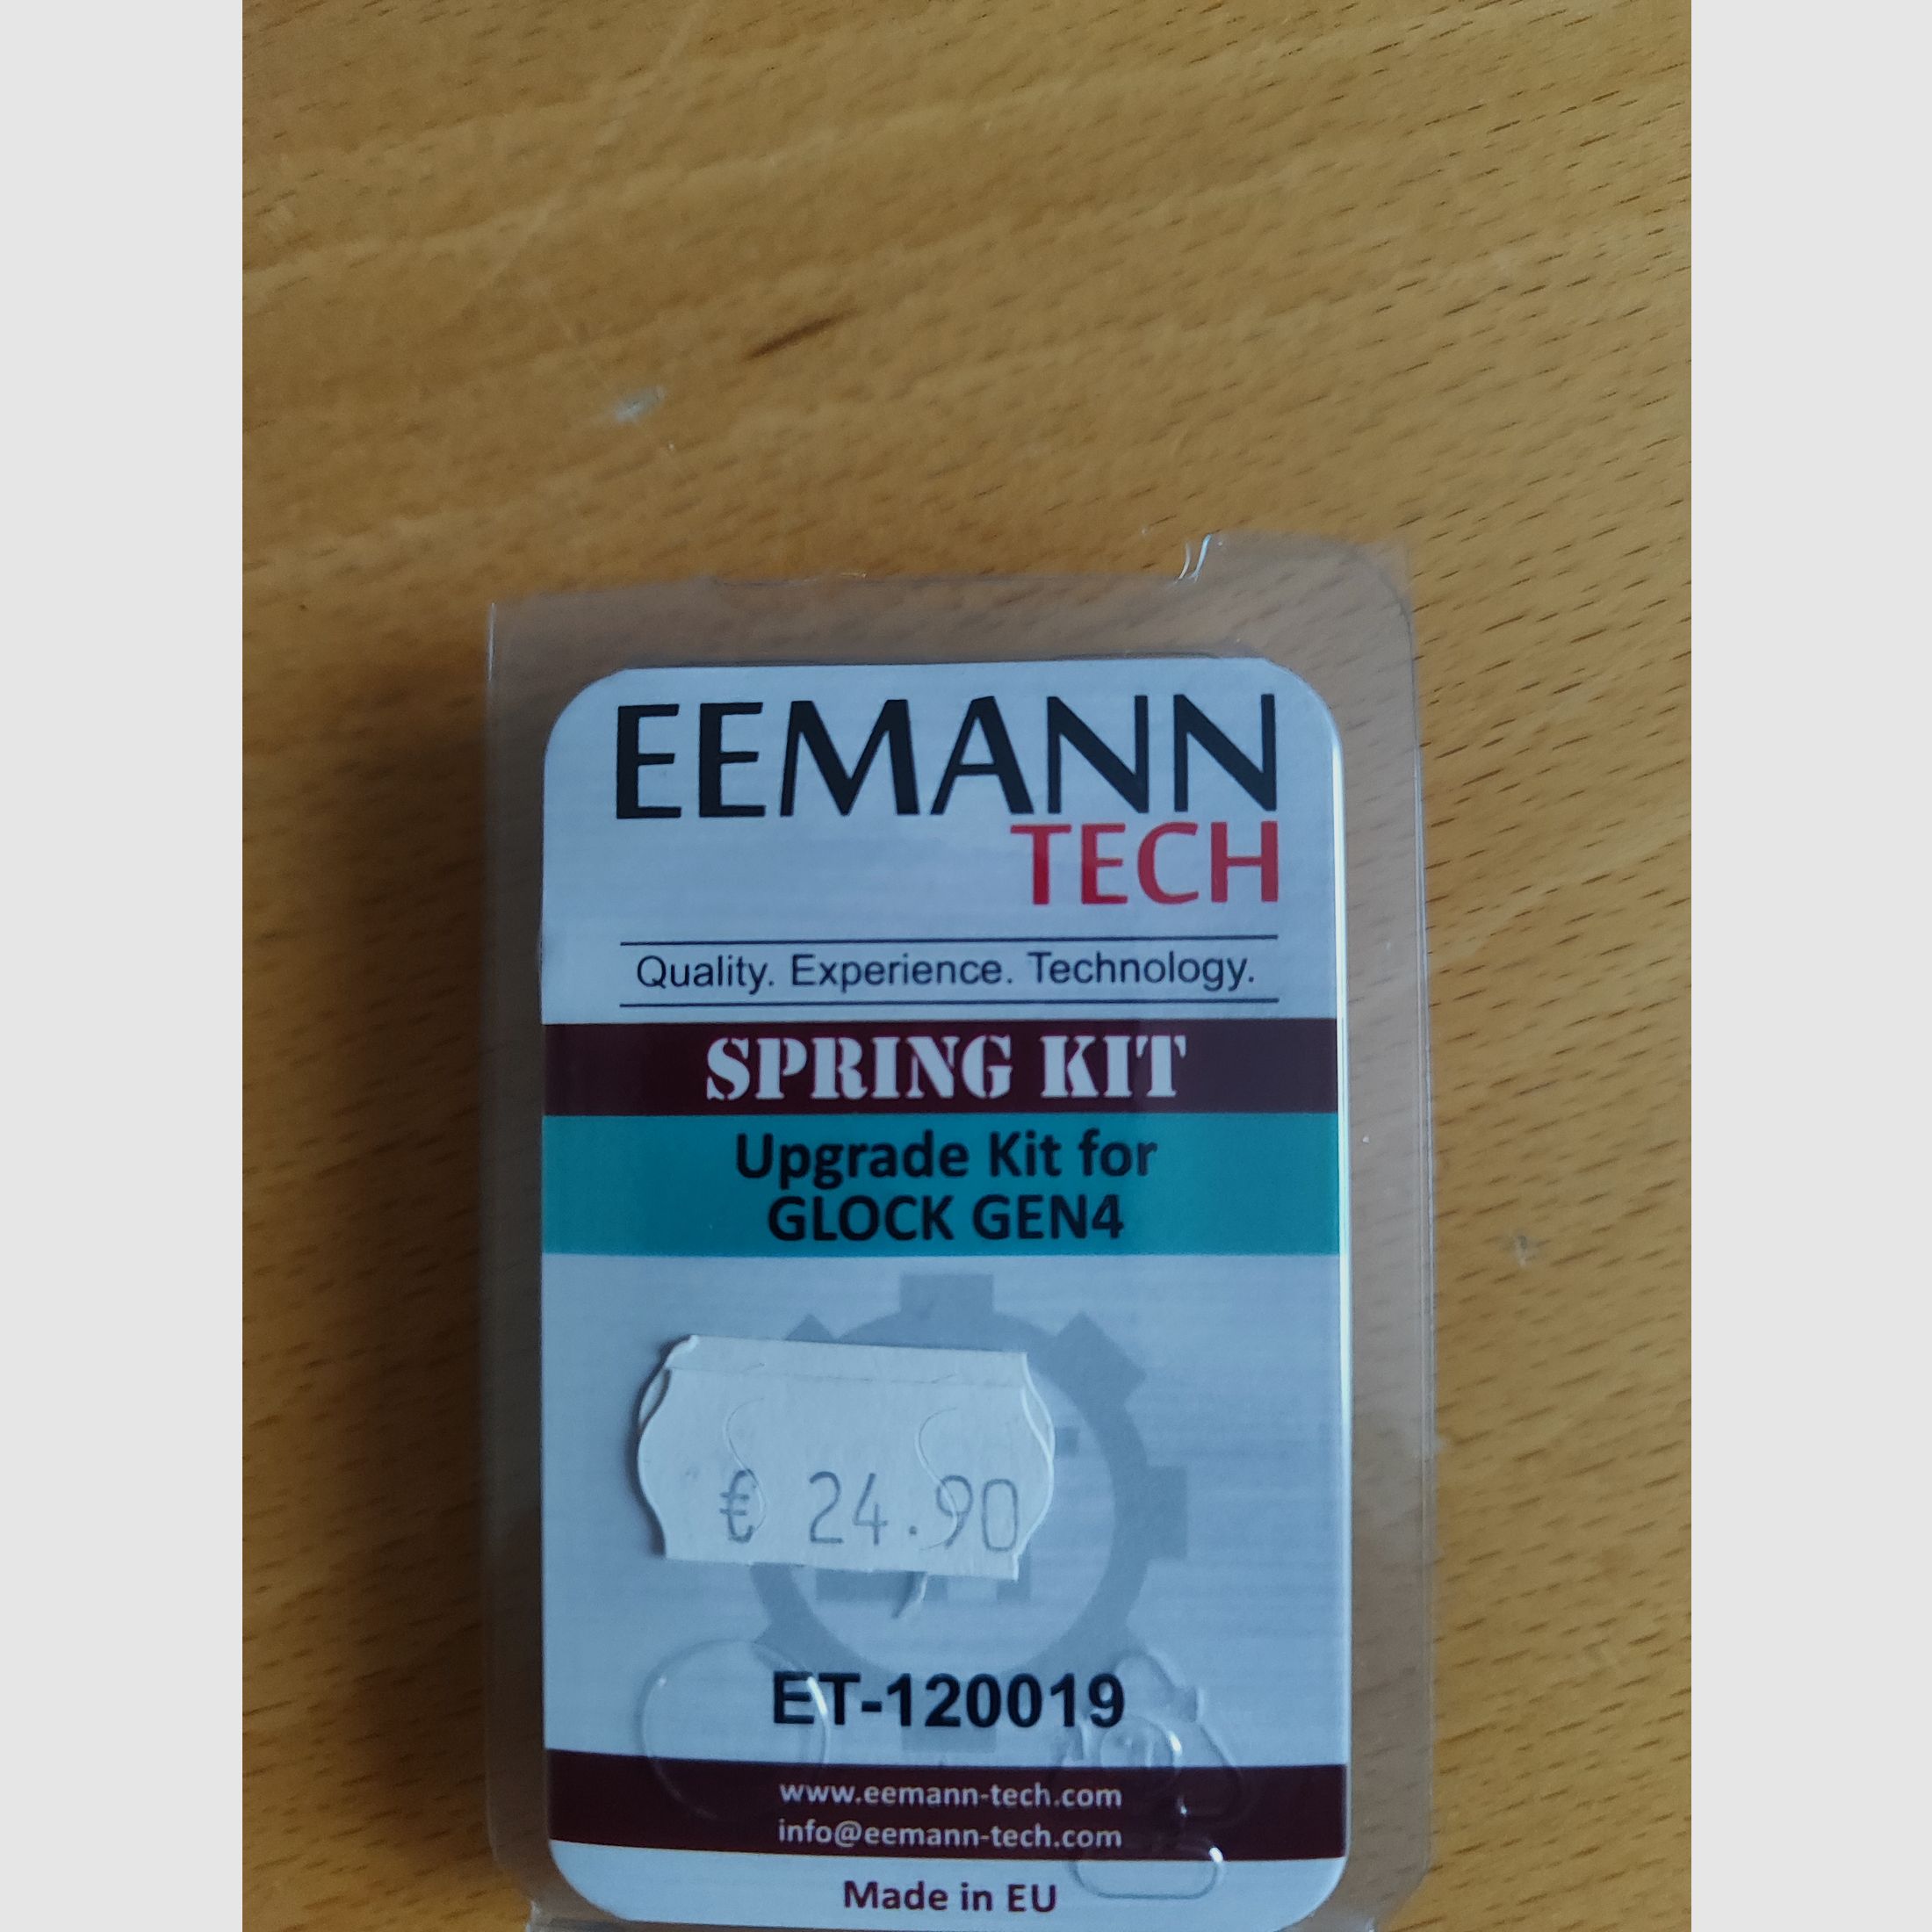 EEMANN
TECH
Quality. Experience. Technology.
SPRING KIT
Upgrade Kit for
GLOCK GEN4
€ 24.90
ET-120019
www.eemann-tech.com
info@eemann-tech.com
Made in EU